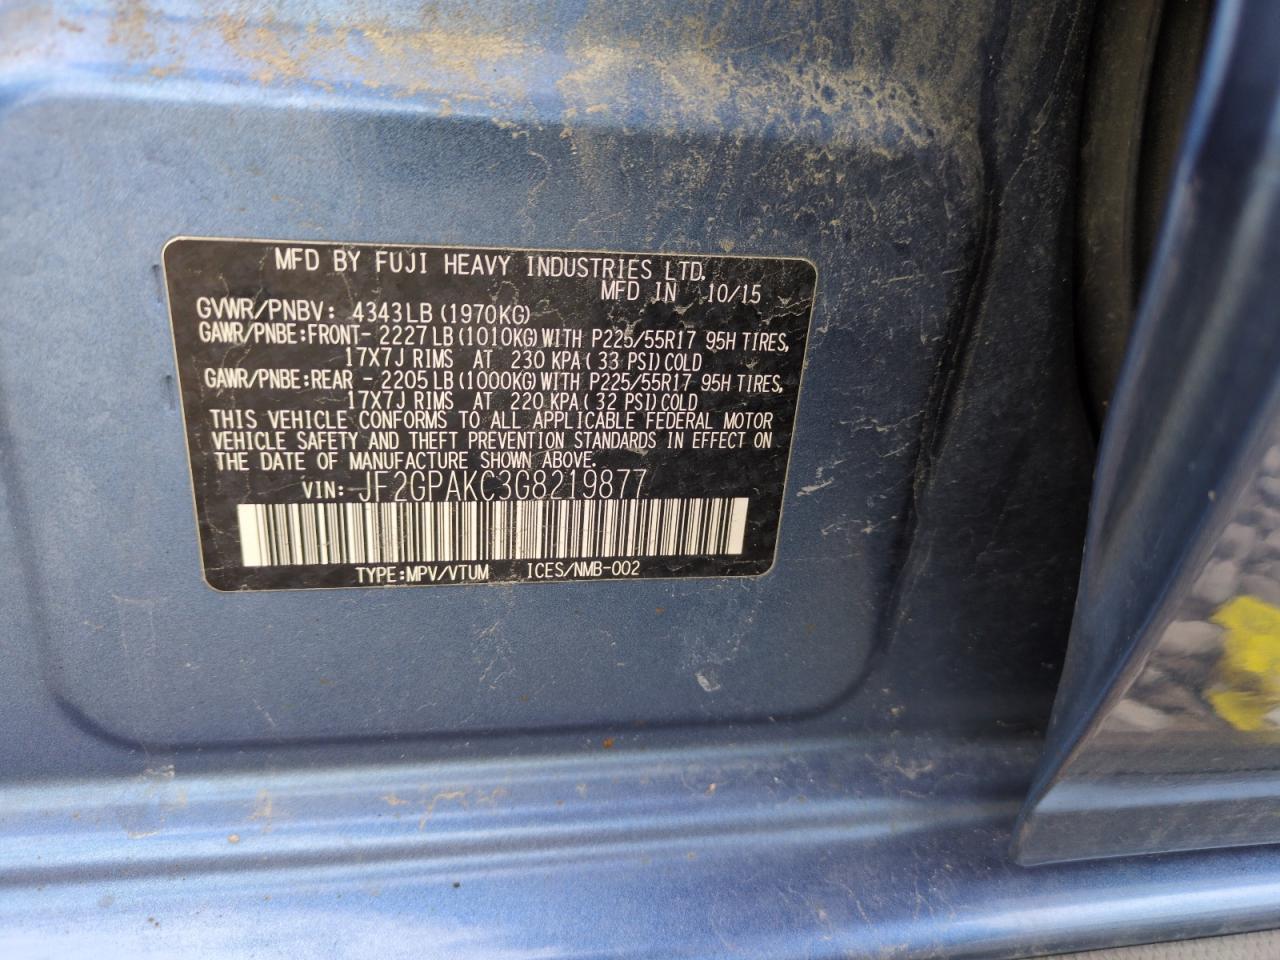 MFD BY FUJI HEAVY INDUSTRIES LTD.
MFD IN 10/15
GVWR/PNBV: 4343LB (1970KG)
GAWR/PNBE:FRONT-2227LB(1010KG)WITH P225/55R17 95H TIRES,
17X7J RIMS AT 230 KPA(33 PSI)COLD
GAWR/PNBE:REAR -2205LB(1000KG)WITH P225/55R17 95H TIRES,
17X7J RIMS AT 220 KPA(32 PSI)COLD
THIS VEHICLE CONFORMS TO ALL APPLICABLE FEDERAL MOTOR
VEHICLE SAFETY AND THEFT PREVENTION STANDARDS IN EFFECT ON
THE DATE OF MANUFACTURE SHOWN ABOVE.
VIN: JF2GPAKC3G8219877
TYPE:MPV/VTUM ICES/NMB-002